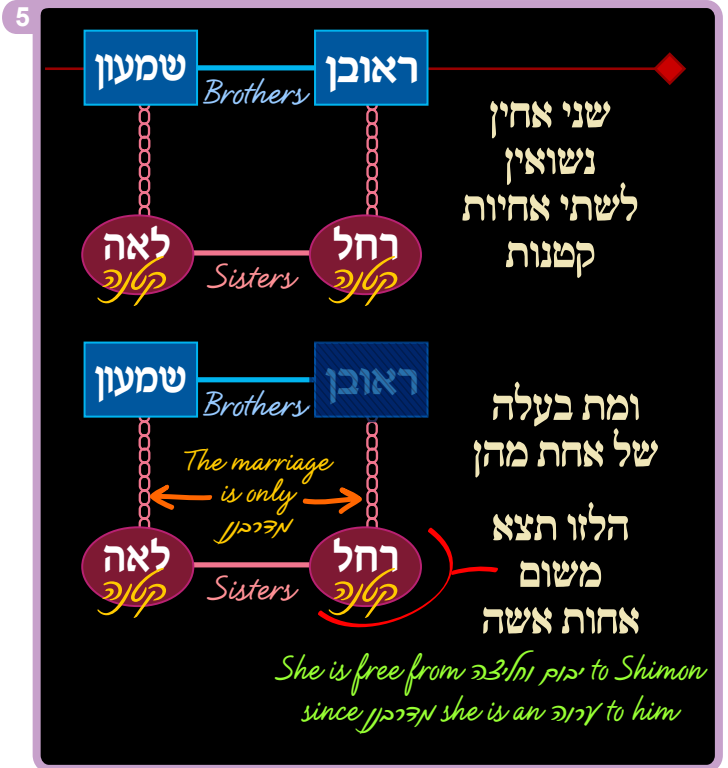 5
שמעון
ראובן
Brothers
שני אחין
נשואין
לשתי אחיות
קטנות
לאה
קטנה
רחל
קטנה
Sisters
שמעון
ראובן
Brothers
ומת בעלה
של אחת מהן
The marriage
is only
מדרבנן
הלזו תצא
משום
אחות אשה
לאה
קטנה
רחל
קטנה
Sisters
She is free from יבום וחליצה to Shimon
since מדרבנן she is an ערוה to him